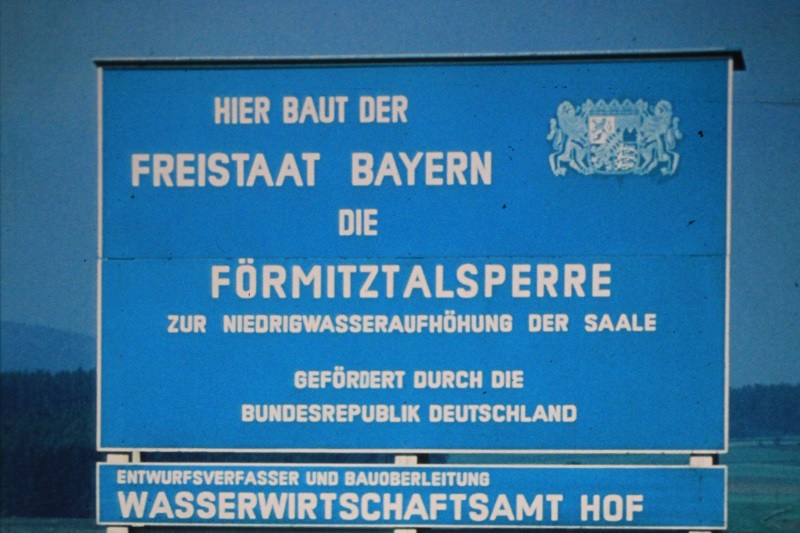 HIER BAUT DER
FREISTAAT BAYERN
DIE
FÖRMITZTALSPERRE
ZUR NIEDRIGWASSERAUFHÖHUNG DER SAALE
GEFÖRDERT DURCH DIE
BUNDESREPUBLIK DEUTSCHLAND
ENTWURFSVERFASSER UND BAUOBERLEITUNG
WASSERWIRTSCHAFTSAMT HOF